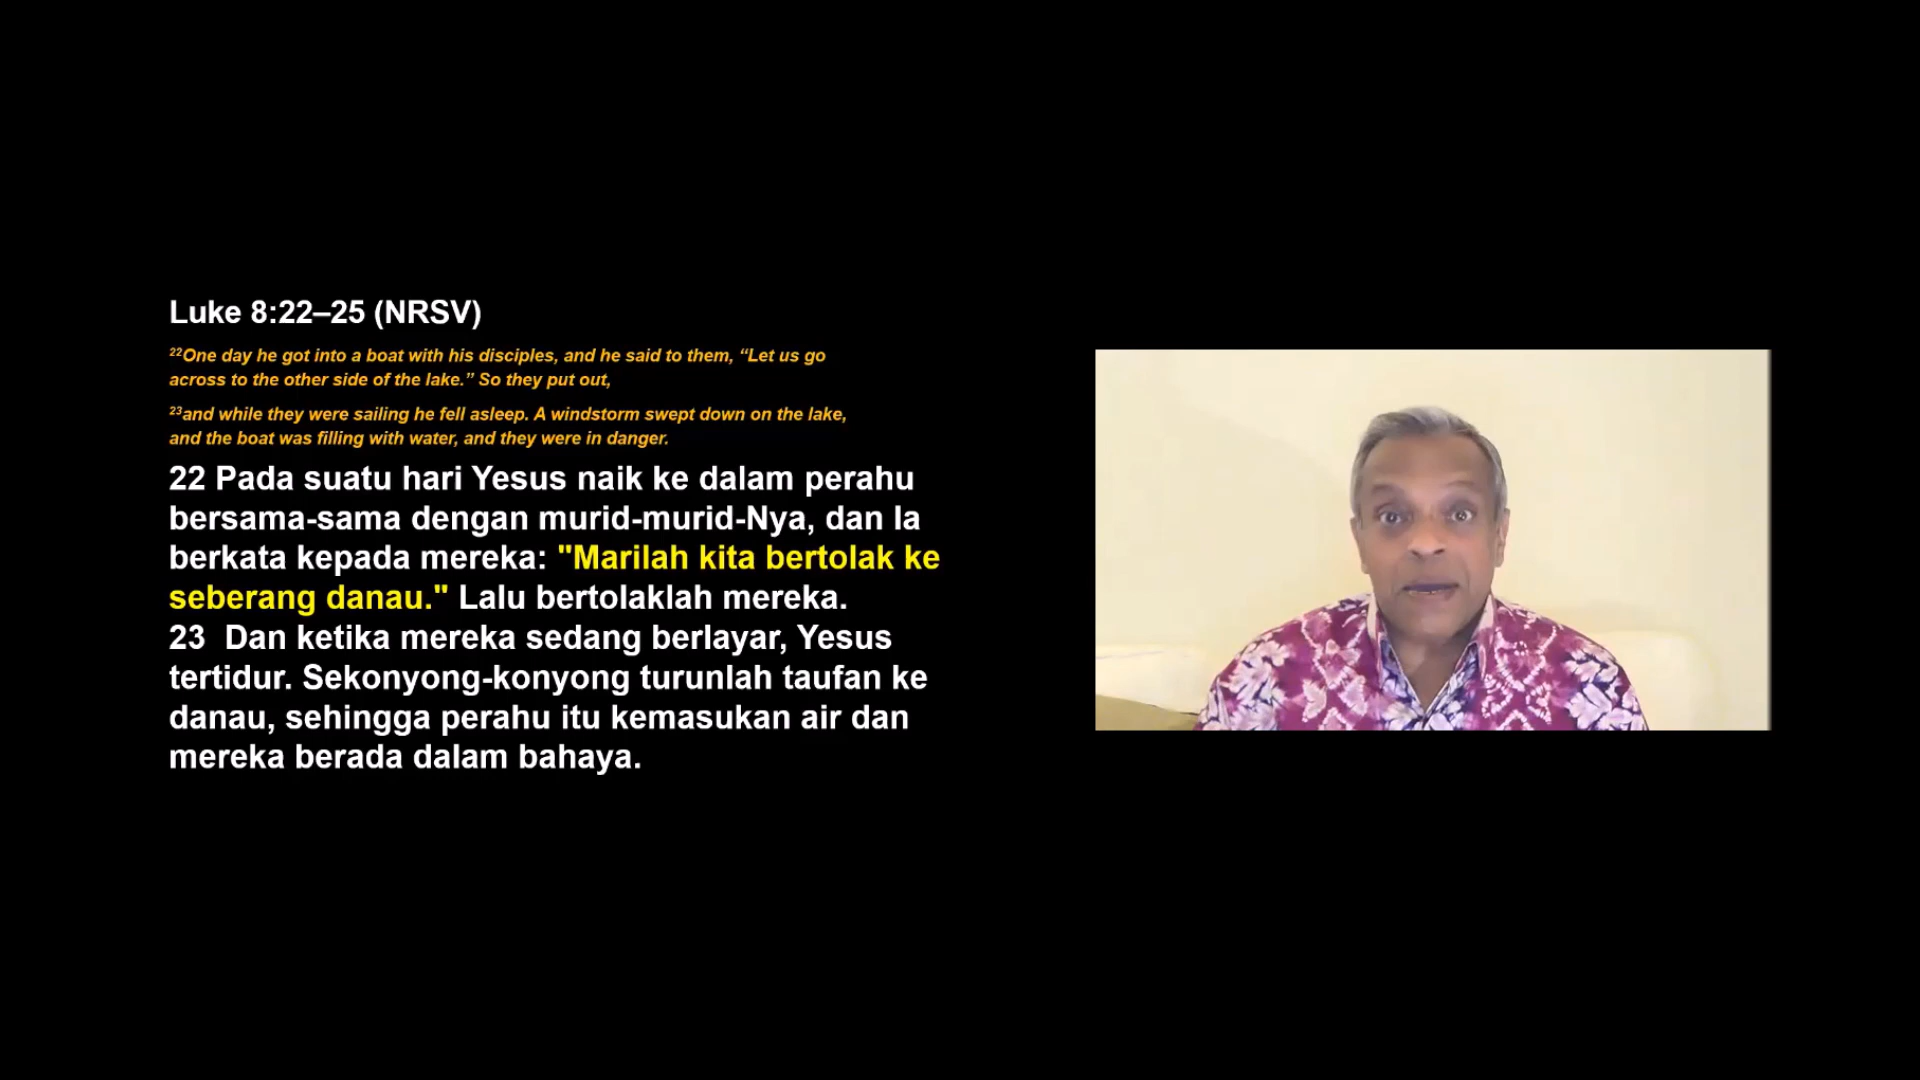 Luke 8:22–25 (NRSV)
22One day he got into a boat with his disciples, and he said to them, “Let us go
across to the other side of the lake.” So they put out,
23and while they were sailing he fell asleep. A windstorm swept down on the lake,
and the boat was filling with water, and they were in danger.
22 Pada suatu hari Yesus naik ke dalam perahu
bersama-sama dengan murid-murid-Nya, dan Ia
berkata kepada mereka: "Marilah kita bertolak ke
seberang danau." Lalu bertolaklah mereka.
23  Dan ketika mereka sedang berlayar, Yesus
tertidur. Sekonyong-konyong turunlah taufan ke
danau, sehingga perahu itu kemasukan air dan
mereka berada dalam bahaya.